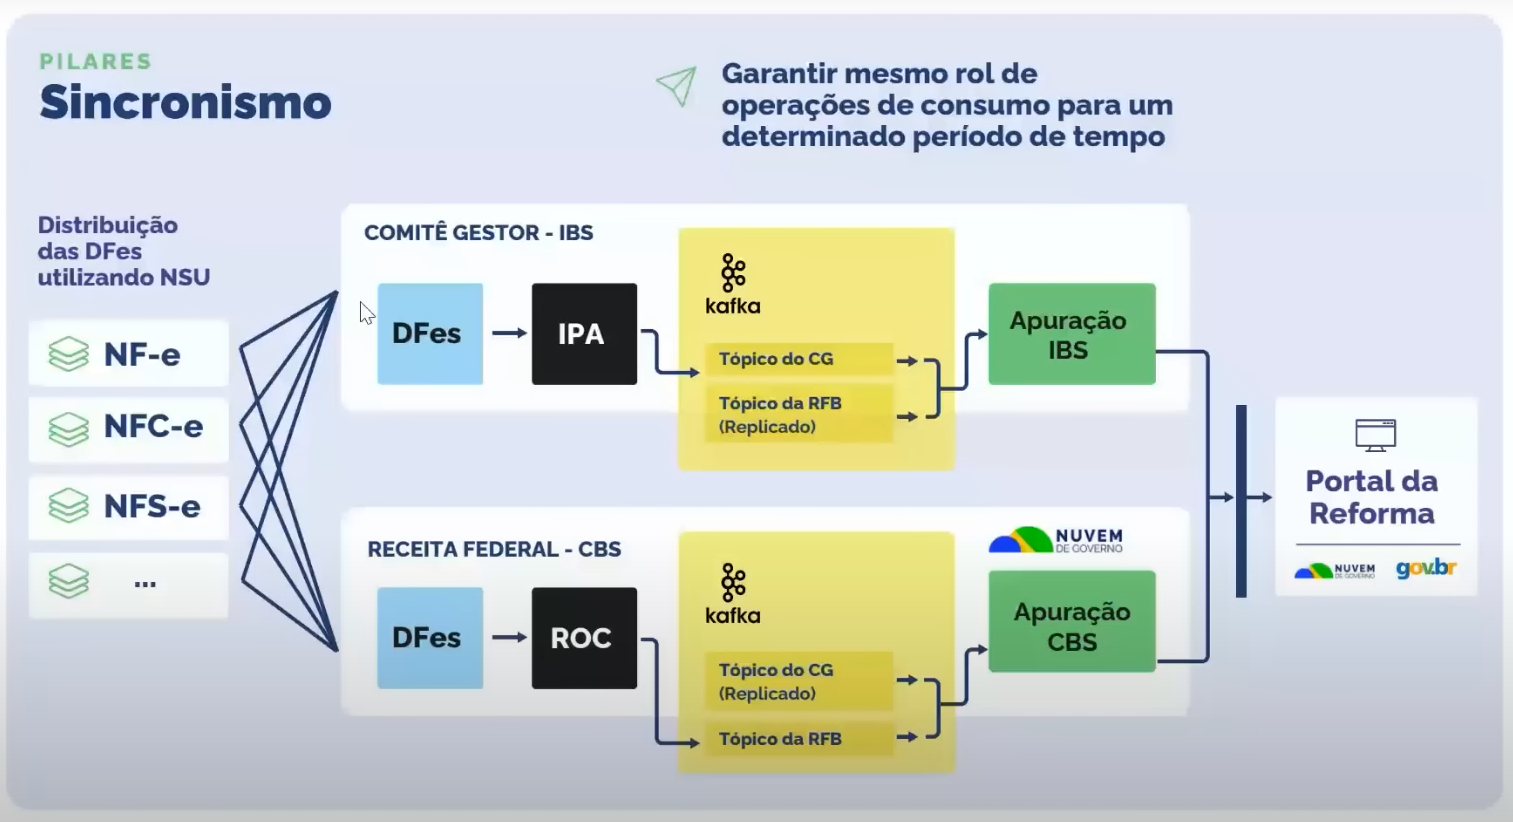 PILARES
Sincronismo
Garantir mesmo rol de
operações de consumo para um
determinado período de tempo
Distribuição
das DFes
utilizando NSU
NF-e
NFC-e
NFS-e
...
COMITÊ GESTOR - IBS
DFes
IPA
kafka
Tópico do CG
Tópico da RFB
(Replicado)
Apuração
IBS
RECEITA FEDERAL - CBS
DFes
ROC
kafka
Tópico do CG
(Replicado)
Tópico da RFB
NUVEM
DE GOVERNO
Apuração
CBS
Portal da
Reforma
NUVEM
DE GOVERNO
gov.br